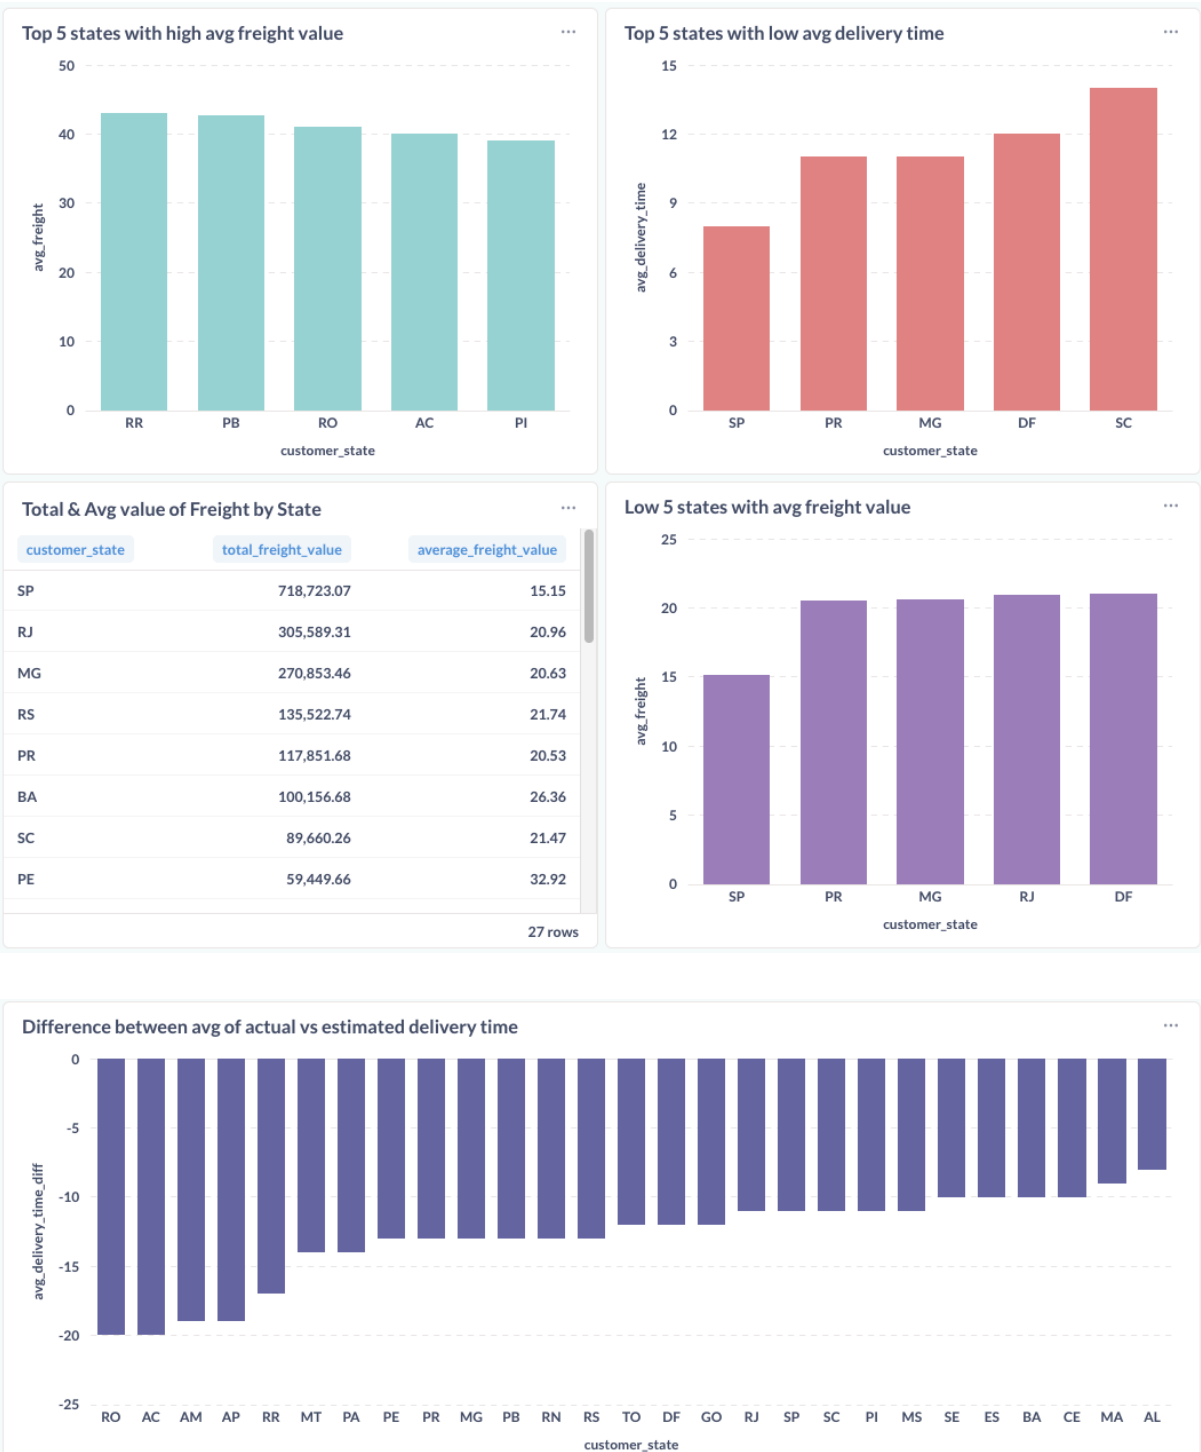 Top 5 states with high avg freight value
...
50
40
30
20
10
0
avg_freight
RR PB RO AC PI
customer_state
Top 5 states with low avg delivery time
...
15
12
9
6
3
0
avg_delivery_time
SP PR MG DF SC
customer_state
Total & Avg value of Freight by State
...
customer_state total_freight_value average_freight_value
SP 718,723.07 15.15
RJ 305,589.31 20.96
MG 270,853.46 20.63
RS 135,522.74 21.74
PR 117,851.68 20.53
BA 100,156.68 26.36
SC 89,660.26 21.47
PE 59,449.66 32.92
27 rows
Low 5 states with avg freight value
...
25
20
15
10
5
0
avg_freight
SP PR MG RJ DF
customer_state
Difference between avg of actual vs estimated delivery time
...
0
-5
-10
-15
-20
-25
avg_delivery_time_diff
RO AC AM AP RR MT PA PE PR MG PB RN RS TO DF GO RJ SP SC PI MS SE ES BA CE MA AL
customer_state